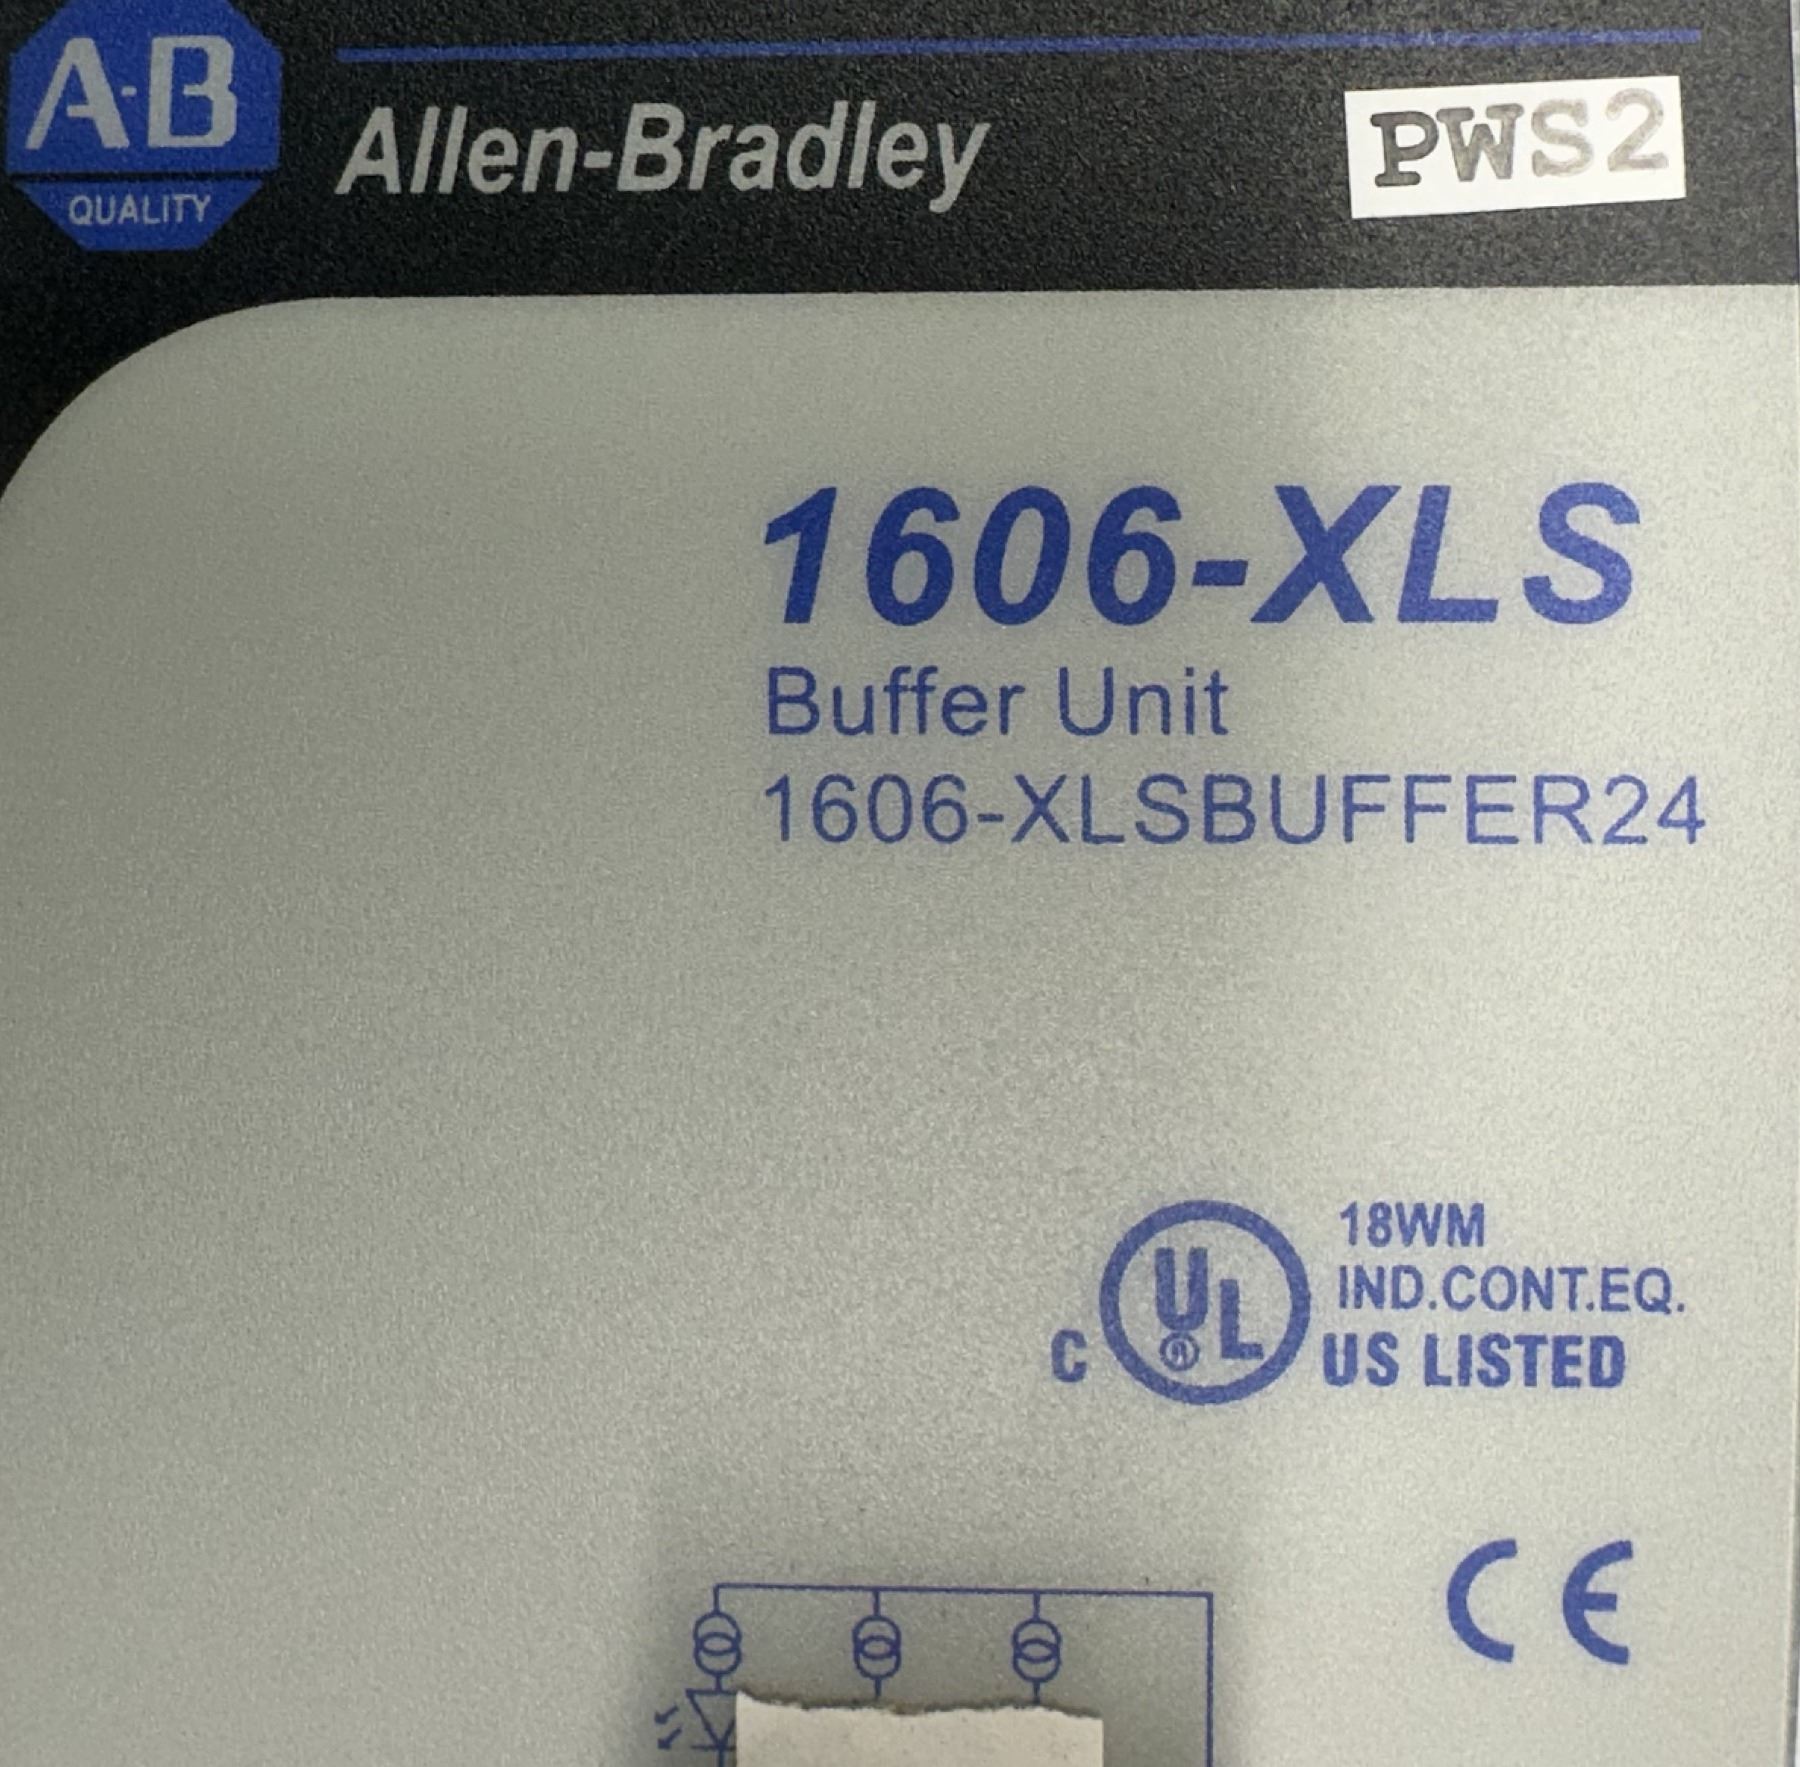 A-B
QUALITY
Allen-Bradley
PWS2
1606-XLS
Buffer Unit
1606-XLSBUFFER24
18WM
IND.CONT.EQ.
C UL ® US LISTED
CE